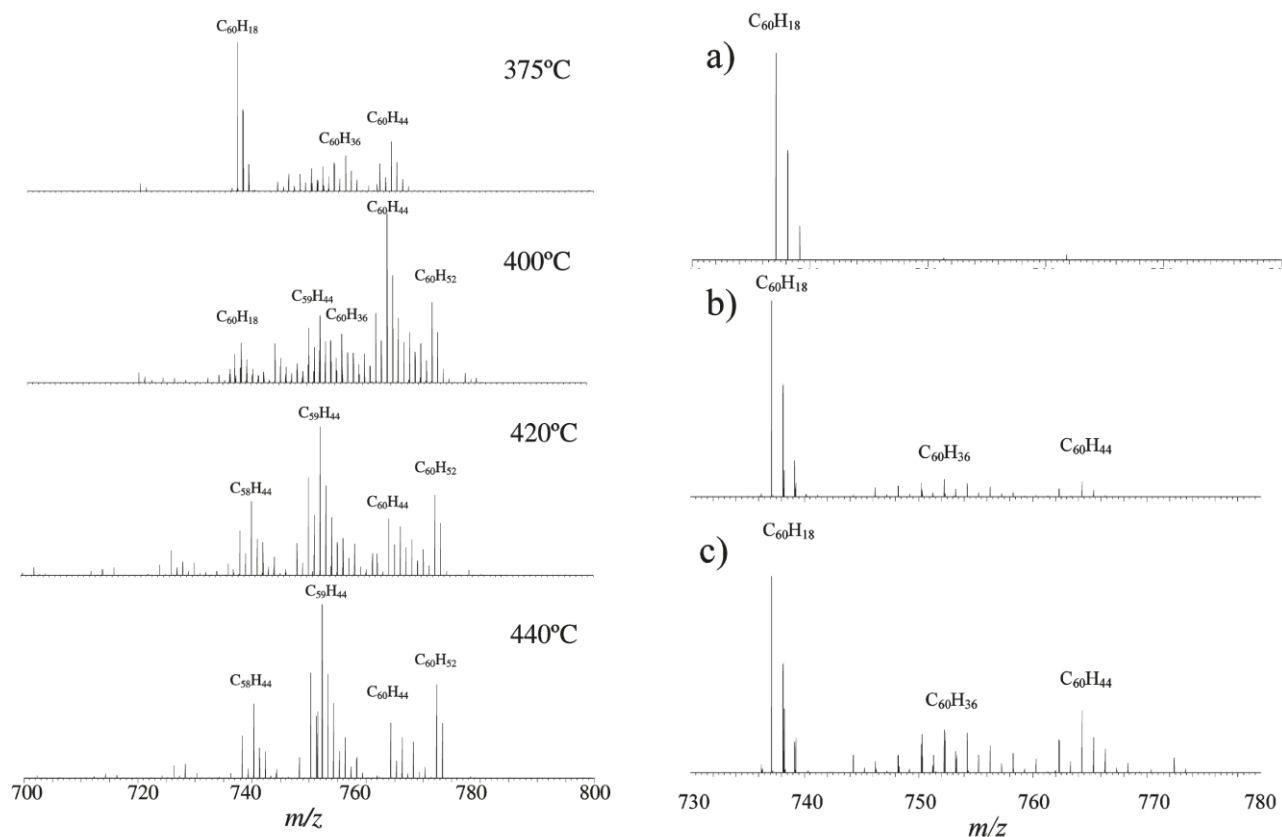 C₆₀H₁₈
375ºC
C₆₀H₄₄
C₆₀H₃₆
C₆₀H₄₄
400ºC
C₆₀H₅₂
C₅₉H₄₄
C₆₀H₃₆
C₆₀H₁₈
C₅₉H₄₄
420ºC
C₆₀H₅₂
C₅₈H₄₄
C₆₀H₄₄
C₅₉H₄₄
440ºC
C₆₀H₅₂
C₅₈H₄₄
C₆₀H₄₄
700 720 740 760 780 800
m/z
C₆₀H₁₈
a)
C₆₀H₁₈
b)
C₆₀H₄₄
C₆₀H₃₆
C₆₀H₁₈
c)
C₆₀H₄₄
C₆₀H₃₆
730 740 750 760 770 780
m/z